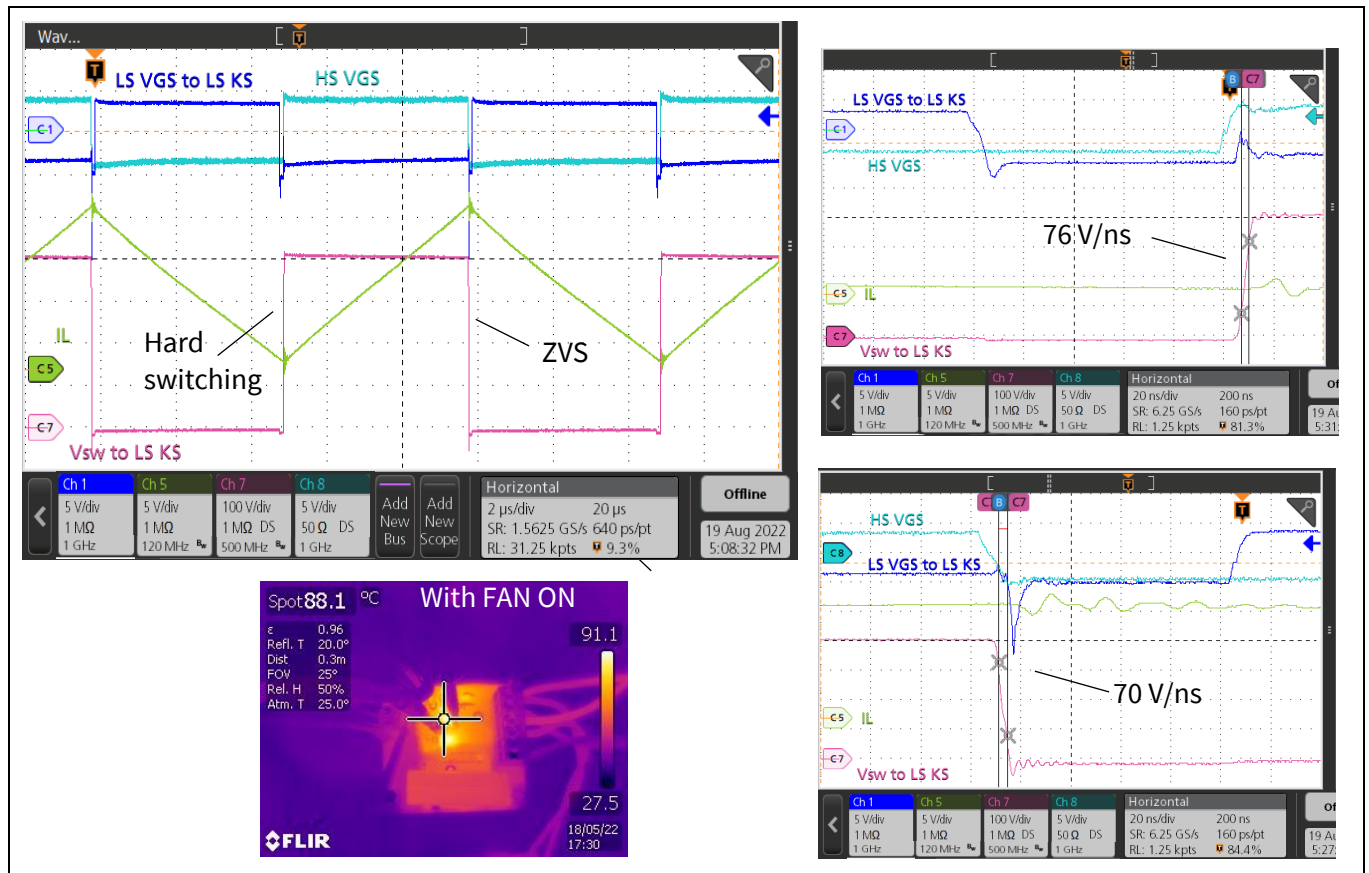 Wav...
LS VGS to LS KS
HS VGS
C1
IL
Hard
switching
ZVS
C5
C7
Vsw to LS KS
Ch 1
5 V/div
1 MΩ
1 GHz
Ch 5
5 V/div
1 MΩ
120 MHz Bw
Ch 7
100 V/div
1 MΩ DS
500 MHz Bw
Ch 8
5 V/div
50 Ω DS
1 GHz
Add
New
Bus
Add
New
Scope
Horizontal
2 µs/div 20 µs
SR: 1.5625 GS/s 640 ps/pt
RL: 31.25 kpts 9.3%
Offline
19 Aug 2022
5:08:32 PM
B C7
LS VGS to LS KS
C1
HS VGS
76 V/ns
C5 IL
C7
Vsw to LS KS
Ch 1
5 V/div
1 MΩ
1 GHz
Ch 5
5 V/div
1 MΩ
120 MHz Bw
Ch 7
100 V/div
1 MΩ DS
500 MHz Bw
Ch 8
5 V/div
50 Ω DS
1 GHz
Horizontal
20 ns/div 200 ns
SR: 6.25 GS/s 160 ps/pt
RL: 1.25 kpts 81.3%
Of
19 Au
5:31:
Spot 88.1 °C With FAN ON
ε 0.96
Refl. T 20.0°
Dist 0.3m
FOV 25°
Rel. H 50%
Atm. T 25.0°
91.1
27.5
FLIR
18/05/22
17:30
B C7
T
HS VGS
C8
LS VGS to LS KS
70 V/ns
C5 IL
C7
Vsw to LS KS
Ch 1
5 V/div
1 MΩ
1 GHz
Ch 5
5 V/div
1 MΩ
120 MHz Bw
Ch 7
100 V/div
1 MΩ DS
500 MHz Bw
Ch 8
5 V/div
50 Ω DS
1 GHz
Horizontal
20 ns/div 200 ns
SR: 6.25 GS/s 160 ps/pt
RL: 1.25 kpts 84.4%
Of
19 Au
5:27: